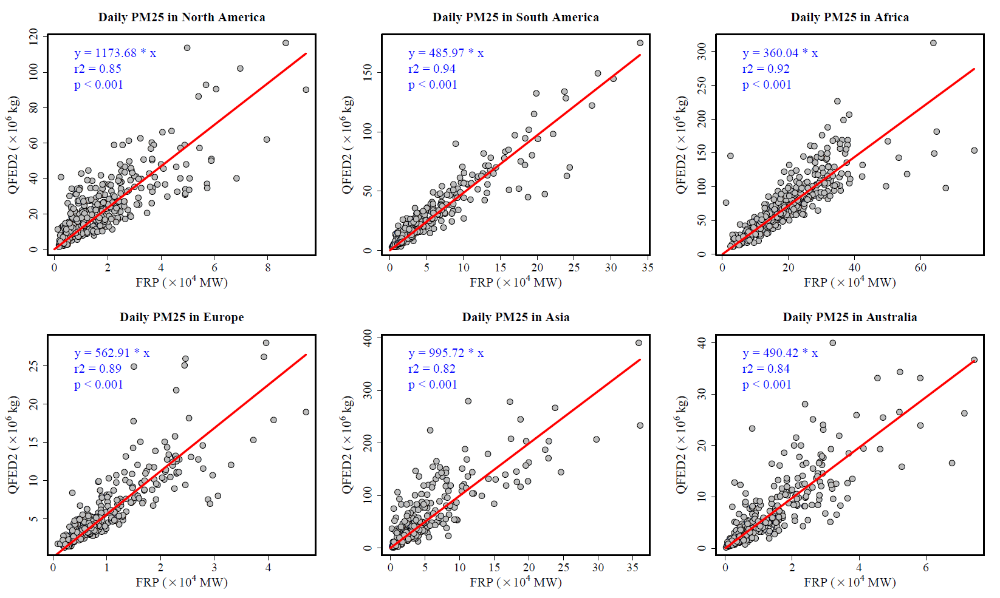 Daily PM25 in North America
y = 1173.68 * x
r2 = 0.85
p < 0.001
QFED2 (×10⁶ kg)
0 20 40 60 80 100 120
0 2 4 6 8
FRP (×10⁴ MW)
Daily PM25 in South America
y = 485.97 * x
r2 = 0.94
p < 0.001
QFED2 (×10⁶ kg)
0 50 100 150
0 5 10 15 20 25 30 35
FRP (×10⁴ MW)
Daily PM25 in Africa
y = 360.04 * x
r2 = 0.92
p < 0.001
QFED2 (×10⁶ kg)
0 50 100 150 200 250 300
0 20 40 60
FRP (×10⁴ MW)
Daily PM25 in Europe
y = 562.91 * x
r2 = 0.89
p < 0.001
QFED2 (×10⁶ kg)
5 10 15 20 25
0 1 2 3 4
FRP (×10⁴ MW)
Daily PM25 in Asia
y = 995.72 * x
r2 = 0.82
p < 0.001
QFED2 (×10⁶ kg)
0 100 200 300 400
0 5 10 15 20 25 30 35
FRP (×10⁴ MW)
Daily PM25 in Australia
y = 490.42 * x
r2 = 0.84
p < 0.001
QFED2 (×10⁶ kg)
0 10 20 30 40
0 2 4 6
FRP (×10⁴ MW)